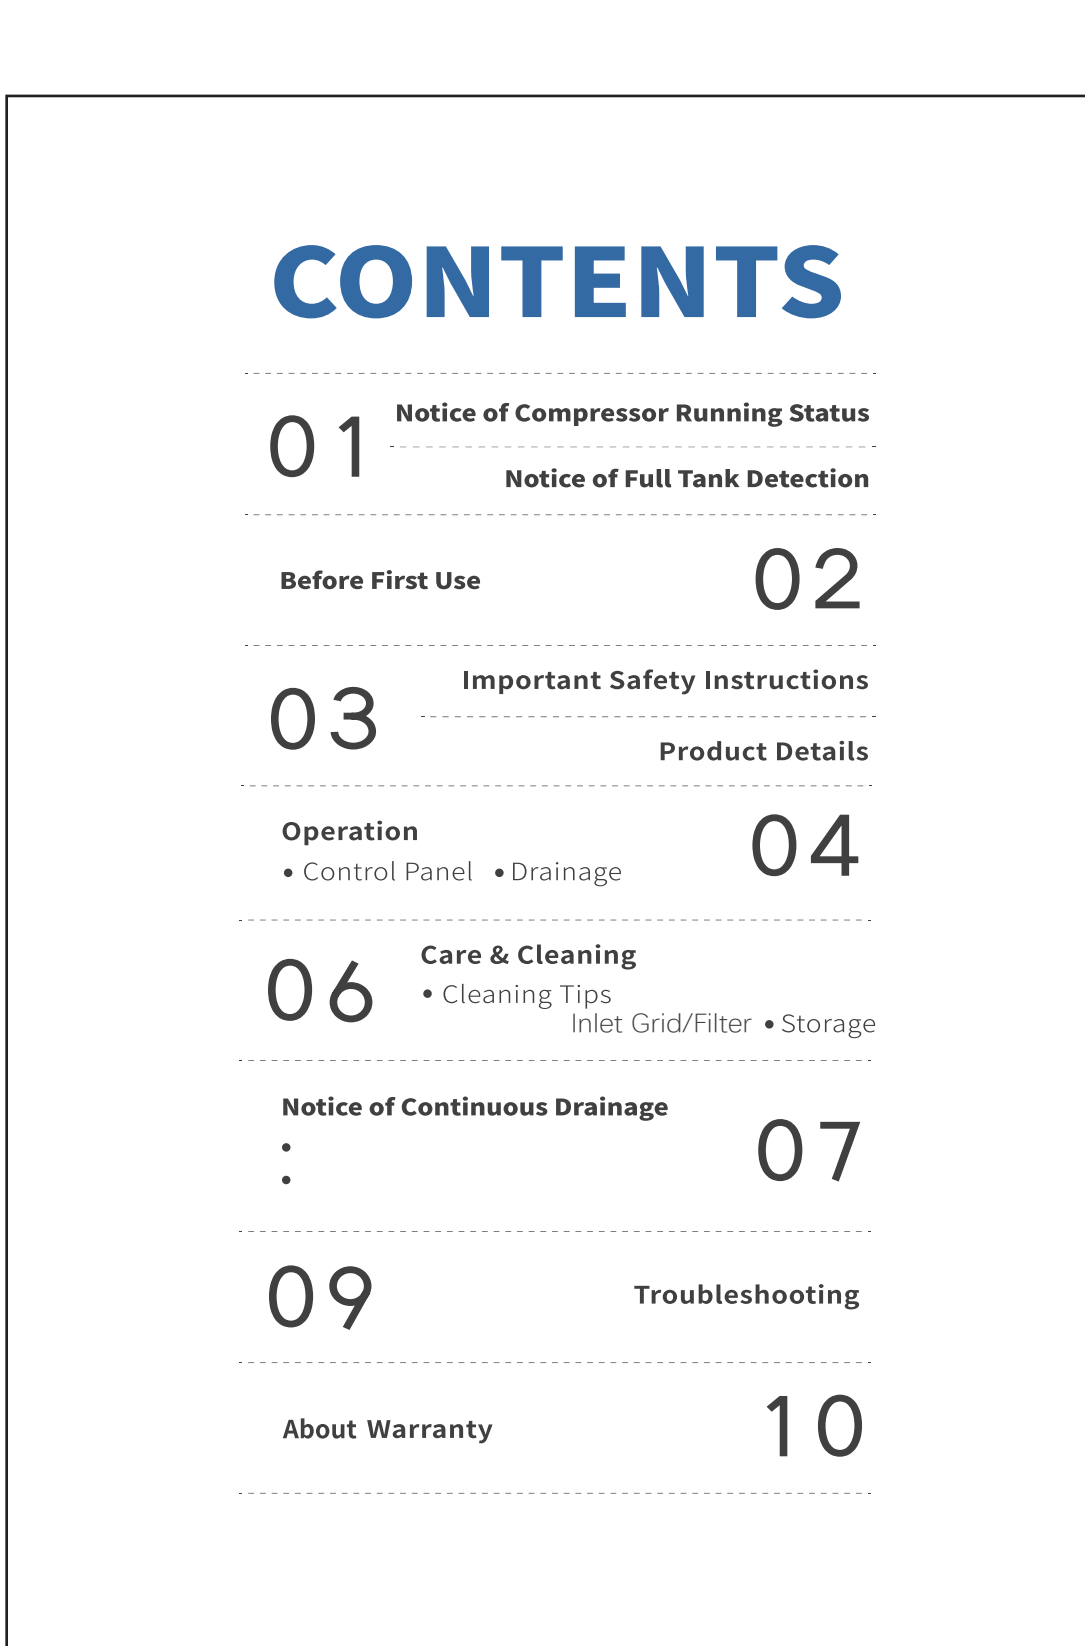 CONTENTS
01
Notice of Compressor Running Status
Notice of Full Tank Detection
Before First Use
02
03
Important Safety Instructions
Product Details
Operation
• Control Panel • Drainage
04
06
Care & Cleaning
• Cleaning Tips
Inlet Grid/Filter • Storage
Notice of Continuous Drainage
•
•
07
09
Troubleshooting
About Warranty
10